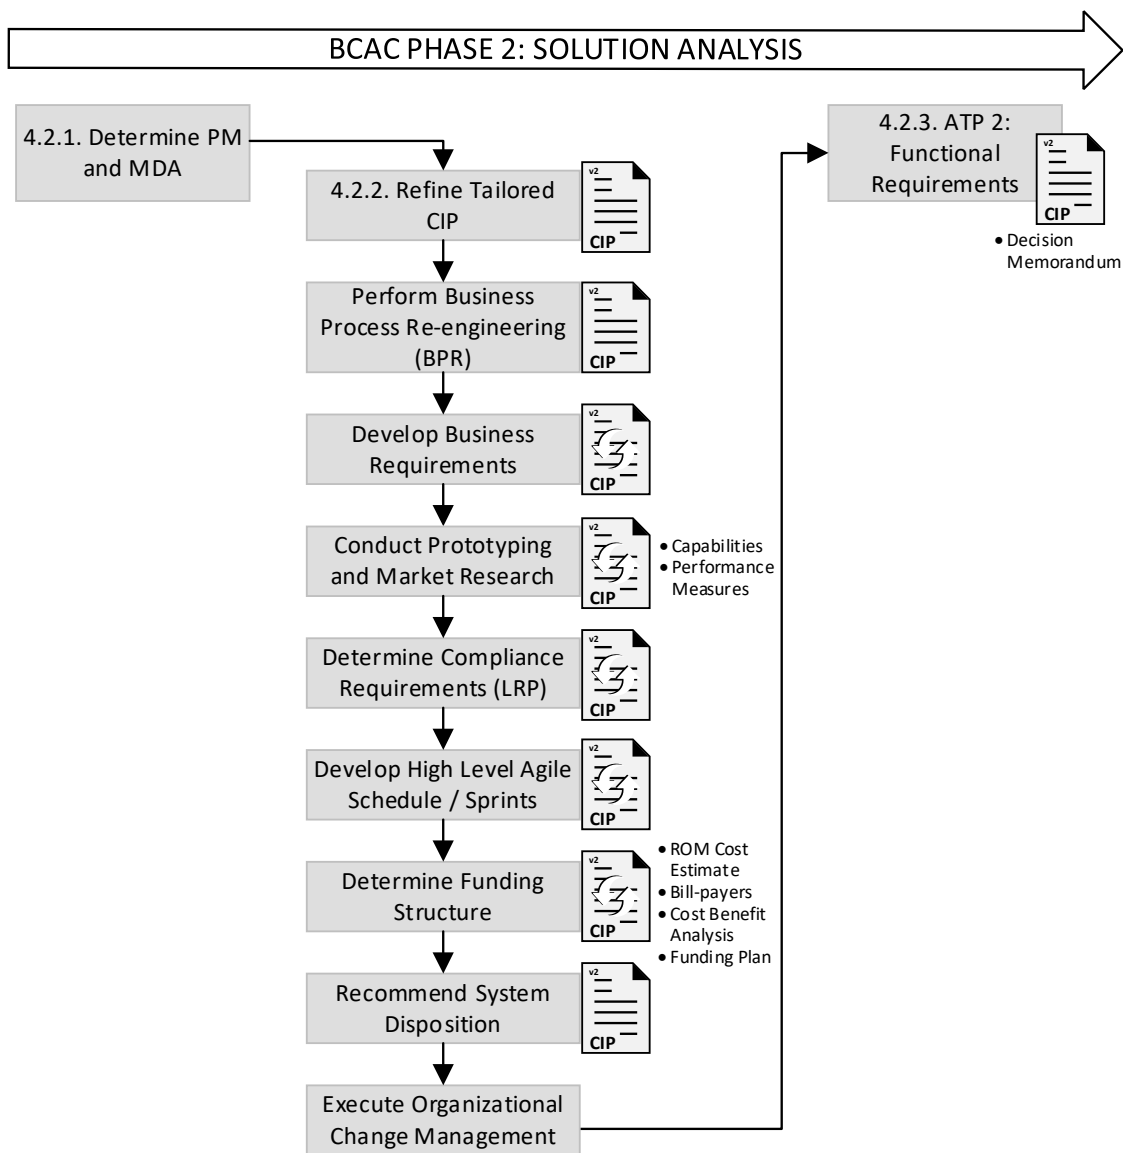 BCAC PHASE 2: SOLUTION ANALYSIS
4.2.1. Determine PM
and MDA
4.2.2. Refine Tailored
CIP
v2
CIP
Perform Business
Process Re-engineering
(BPR)
v2
CIP
Develop Business
Requirements
v2
CIP
Conduct Prototyping
and Market Research
v2
CIP
• Capabilities
• Performance
Measures
Determine Compliance
Requirements (LRP)
v2
CIP
Develop High Level Agile
Schedule / Sprints
v2
CIP
Determine Funding
Structure
v2
CIP
• ROM Cost
Estimate
• Bill-payers
• Cost Benefit
Analysis
• Funding Plan
Recommend System
Disposition
v2
CIP
Execute Organizational
Change Management
4.2.3. ATP 2:
Functional
Requirements
v2
CIP
• Decision
Memorandum